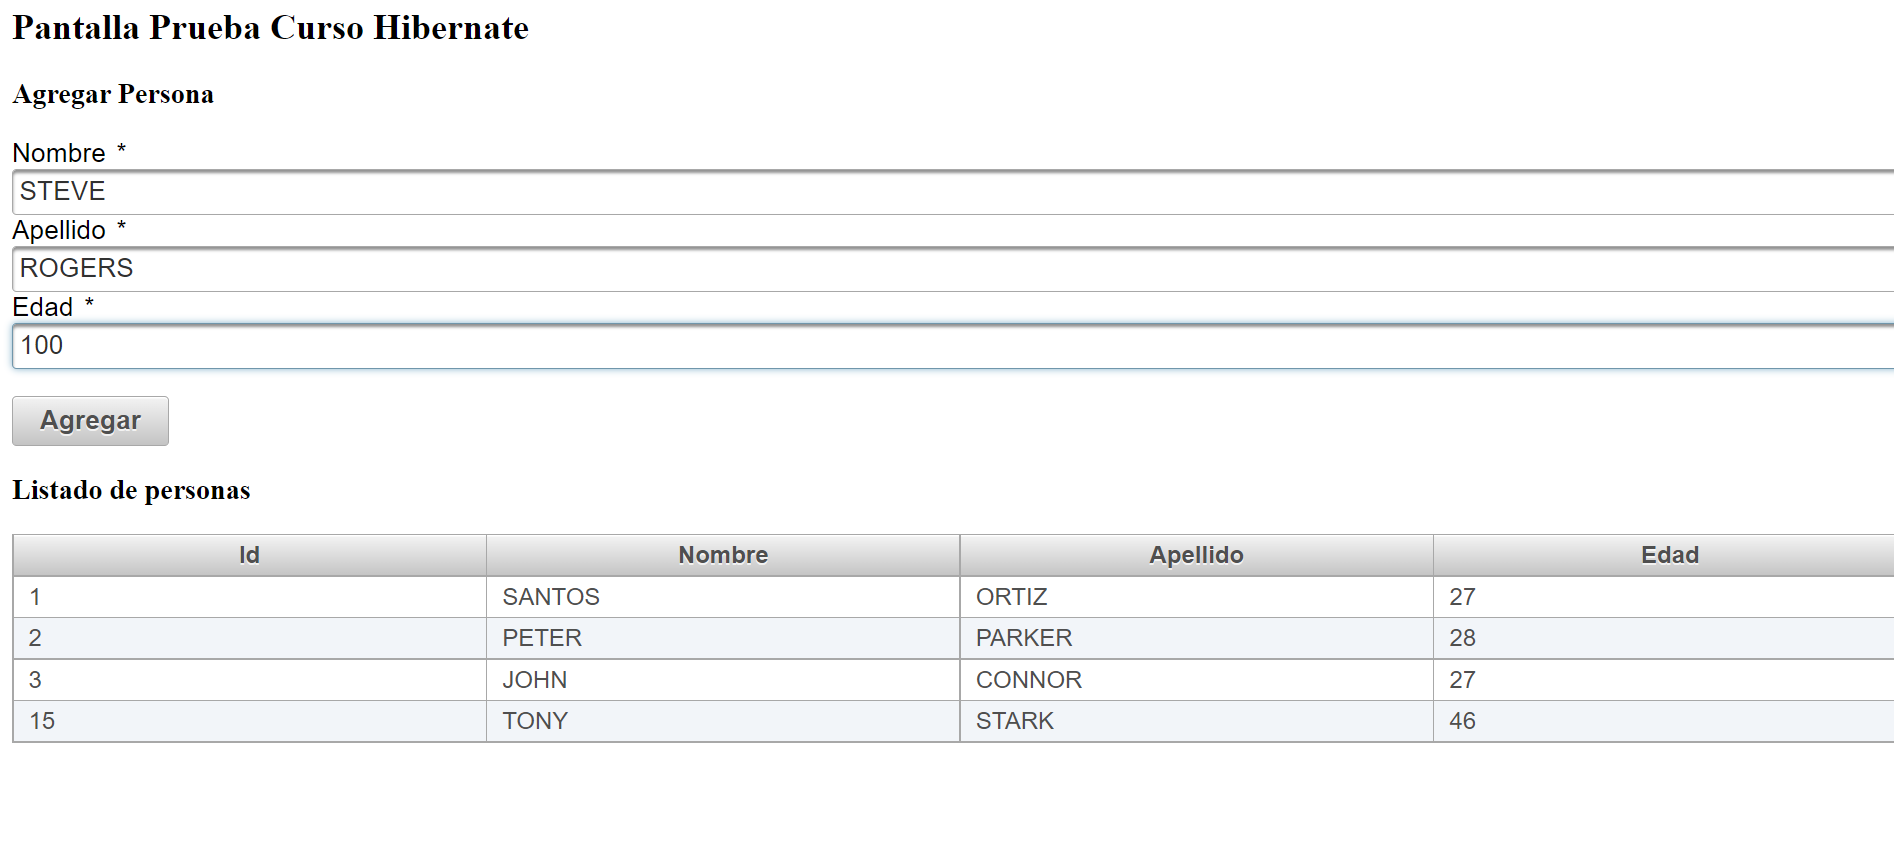 Pantalla Prueba Curso Hibernate
Agregar Persona
Nombre *
STEVE
Apellido *
ROGERS
Edad *
100
Agregar
Listado de personas
Id Nombre Apellido Edad
1 SANTOS ORTIZ 27
2 PETER PARKER 28
3 JOHN CONNOR 27
15 TONY STARK 46